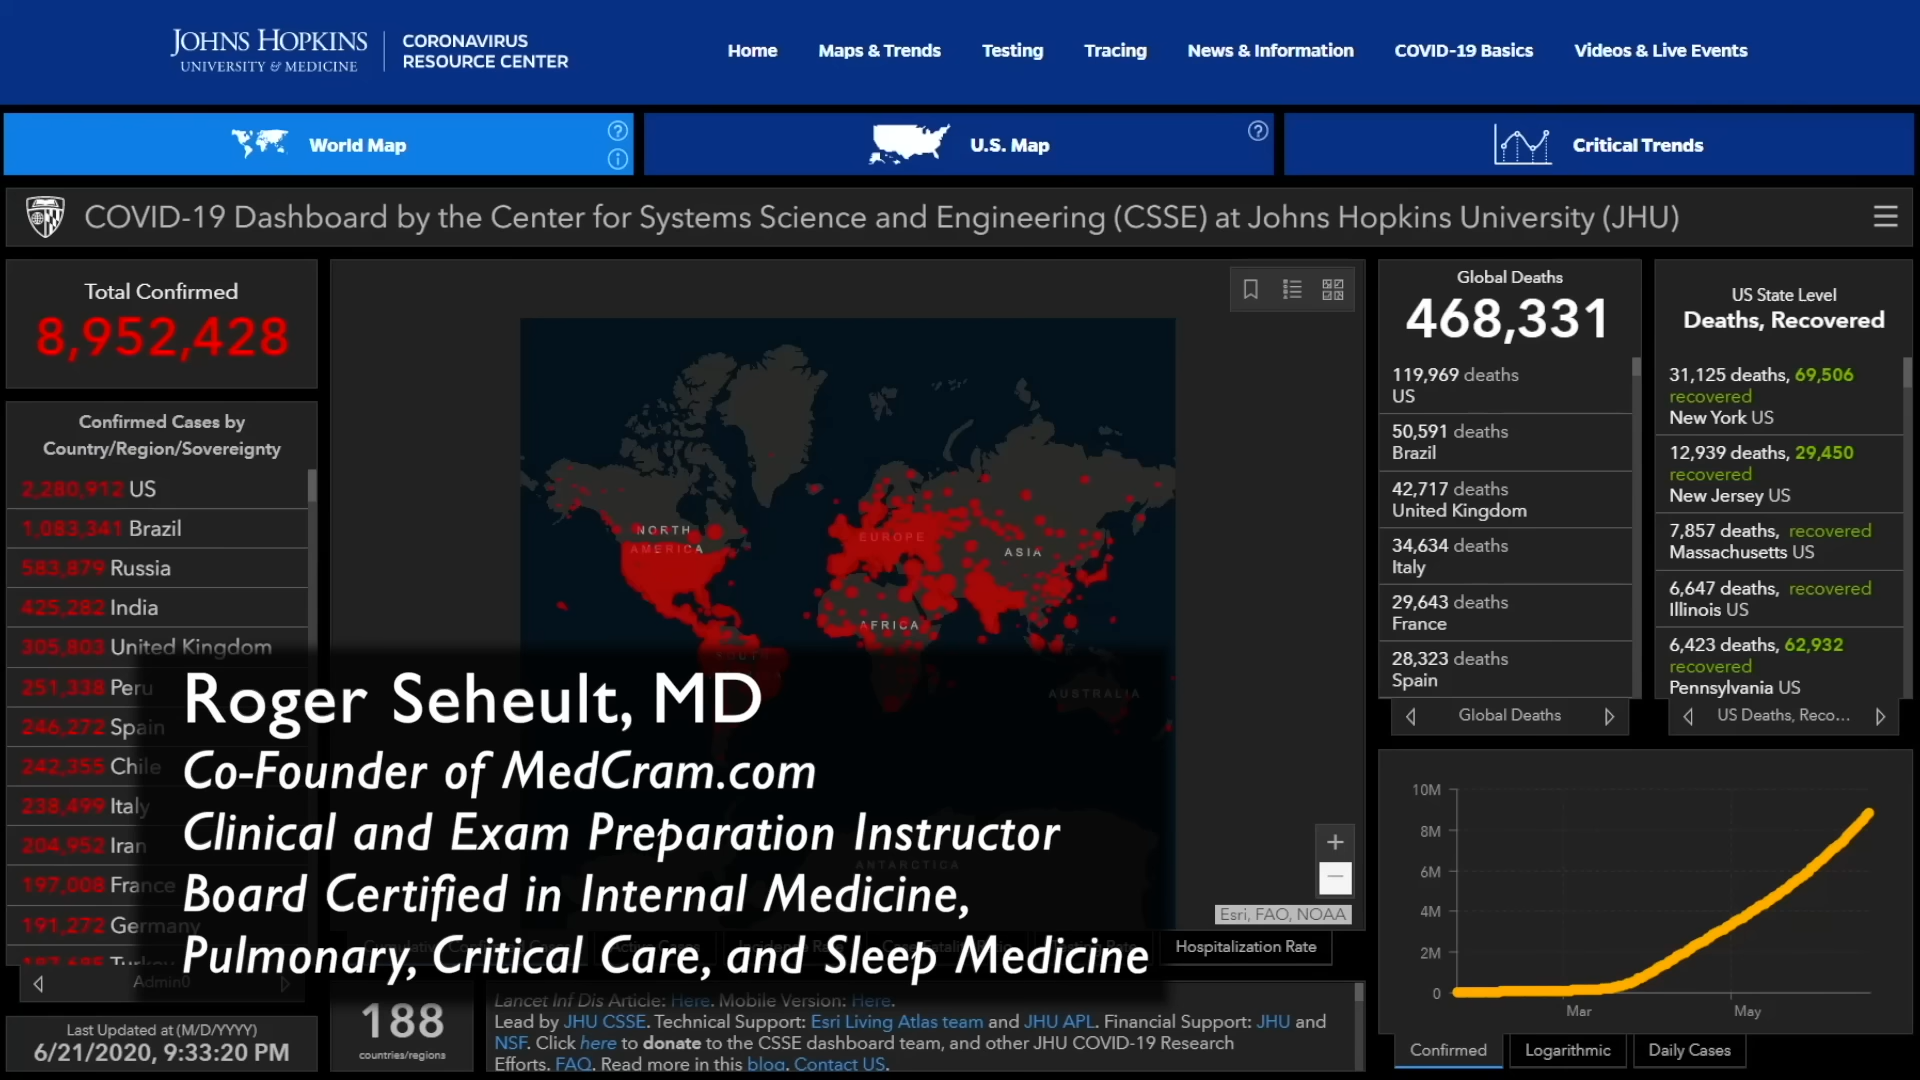 JOHNS HOPKINS
UNIVERSITY & MEDICINE
CORONAVIRUS
RESOURCE CENTER
Home
Maps & Trends
Testing
Tracing
News & Information
COVID-19 Basics
Videos & Live Events
World Map
U.S. Map
Critical Trends
COVID-19 Dashboard by the Center for Systems Science and Engineering (CSSE) at Johns Hopkins University (JHU)
Total Confirmed
8,952,428
Confirmed Cases by
Country/Region/Sovereignty
2,280,912 US
1,083,341 Brazil
583,879 Russia
425,282 India
305,803 United Kingdom
251,338 Peru
246,272 Spain
242,355 Chile
238,499 Italy
204,952 Iran
197,008 France
191,272 Germany
Turkey
Admin0
Last Updated at (M/D/YYYY)
6/21/2020, 9:33:20 PM
NORTH
AMERICA
EUROPE
ASIA
AFRICA
SOUTH
AUSTRALIA
ANTARCTICA
Esri, FAO, NOAA
Roger Seheult, MD
Co-Founder of MedCram.com
Clinical and Exam Preparation Instructor
Board Certified in Internal Medicine,
Pulmonary, Critical Care, and Sleep Medicine
Hospitalization Rate
188
countries/regions
Lancet Inf Dis Article: Here. Mobile Version: Here.
Lead by JHU CSSE. Technical Support: Esri Living Atlas team and JHU APL. Financial Support: JHU and
NSF. Click here to donate to the CSSE dashboard team, and other JHU COVID-19 Research
Efforts. FAQ. Read more in this blog. Contact US.
Global Deaths
468,331
119,969 deaths
US
50,591 deaths
Brazil
42,717 deaths
United Kingdom
34,634 deaths
Italy
29,643 deaths
France
28,323 deaths
Spain
Global Deaths
US State Level
Deaths, Recovered
31,125 deaths, 69,506
recovered
New York US
12,939 deaths, 29,450
recovered
New Jersey US
7,857 deaths, recovered
Massachusetts US
6,647 deaths, recovered
Illinois US
6,423 deaths, 62,932
recovered
Pennsylvania US
US Deaths, Reco...
10M
8M
6M
4M
2M
0
Mar
May
Confirmed
Logarithmic
Daily Cases